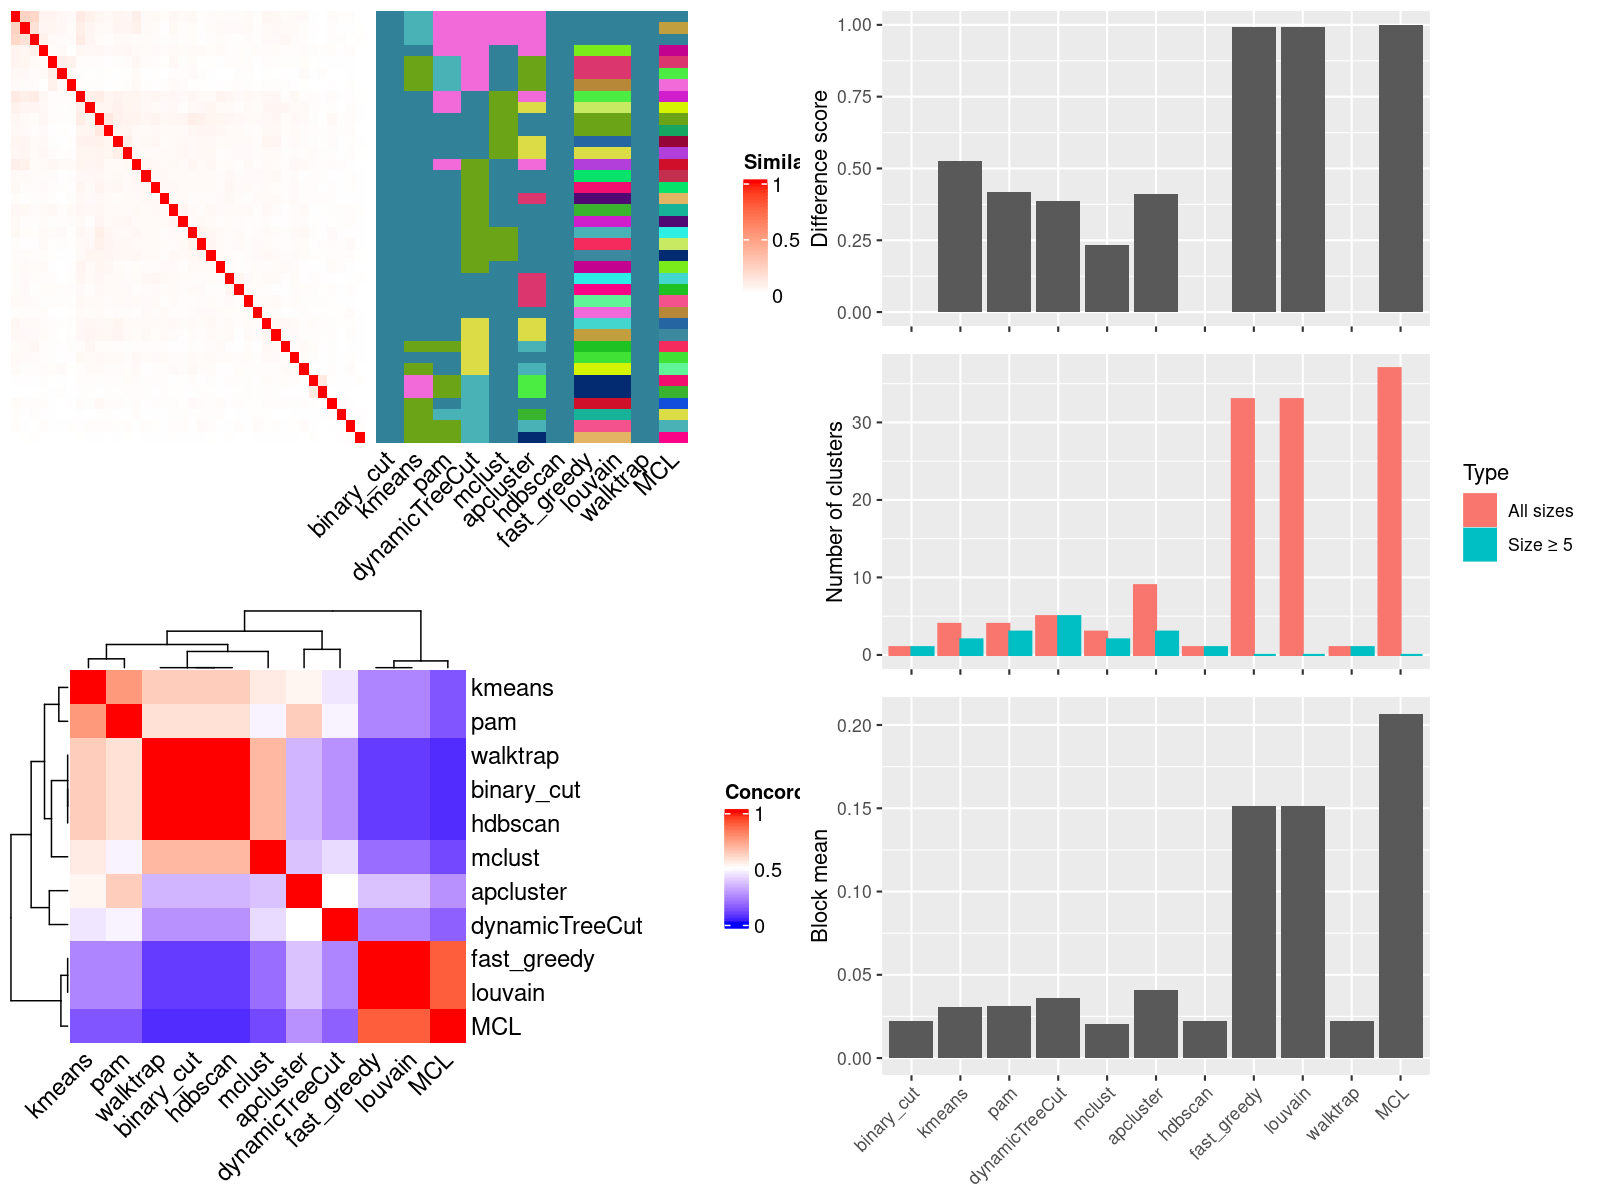 Simila
1
0.5
0
binary_cut
kmeans
pam
dynamicTreeCut
mclust
apcluster
hdbscan
fast_greedy
louvain
walktrap
MCL
kmeans
pam
walktrap
binary_cut
hdbscan
mclust
apcluster
dynamicTreeCut
fast_greedy
louvain
MCL
Concord
1
0.5
0
kmeans
pam
walktrap
binary_cut
hdbscan
mclust
apcluster
dynamicTreeCut
fast_greedy
louvain
MCL
Difference score
1.00
0.75
0.50
0.25
0.00
Number of clusters
30
20
10
0
Type
All sizes
Size ≥ 5
Block mean
0.20
0.15
0.10
0.05
0.00
binary_cut
kmeans
pam
dynamicTreeCut
mclust
apcluster
hdbscan
fast_greedy
louvain
walktrap
MCL